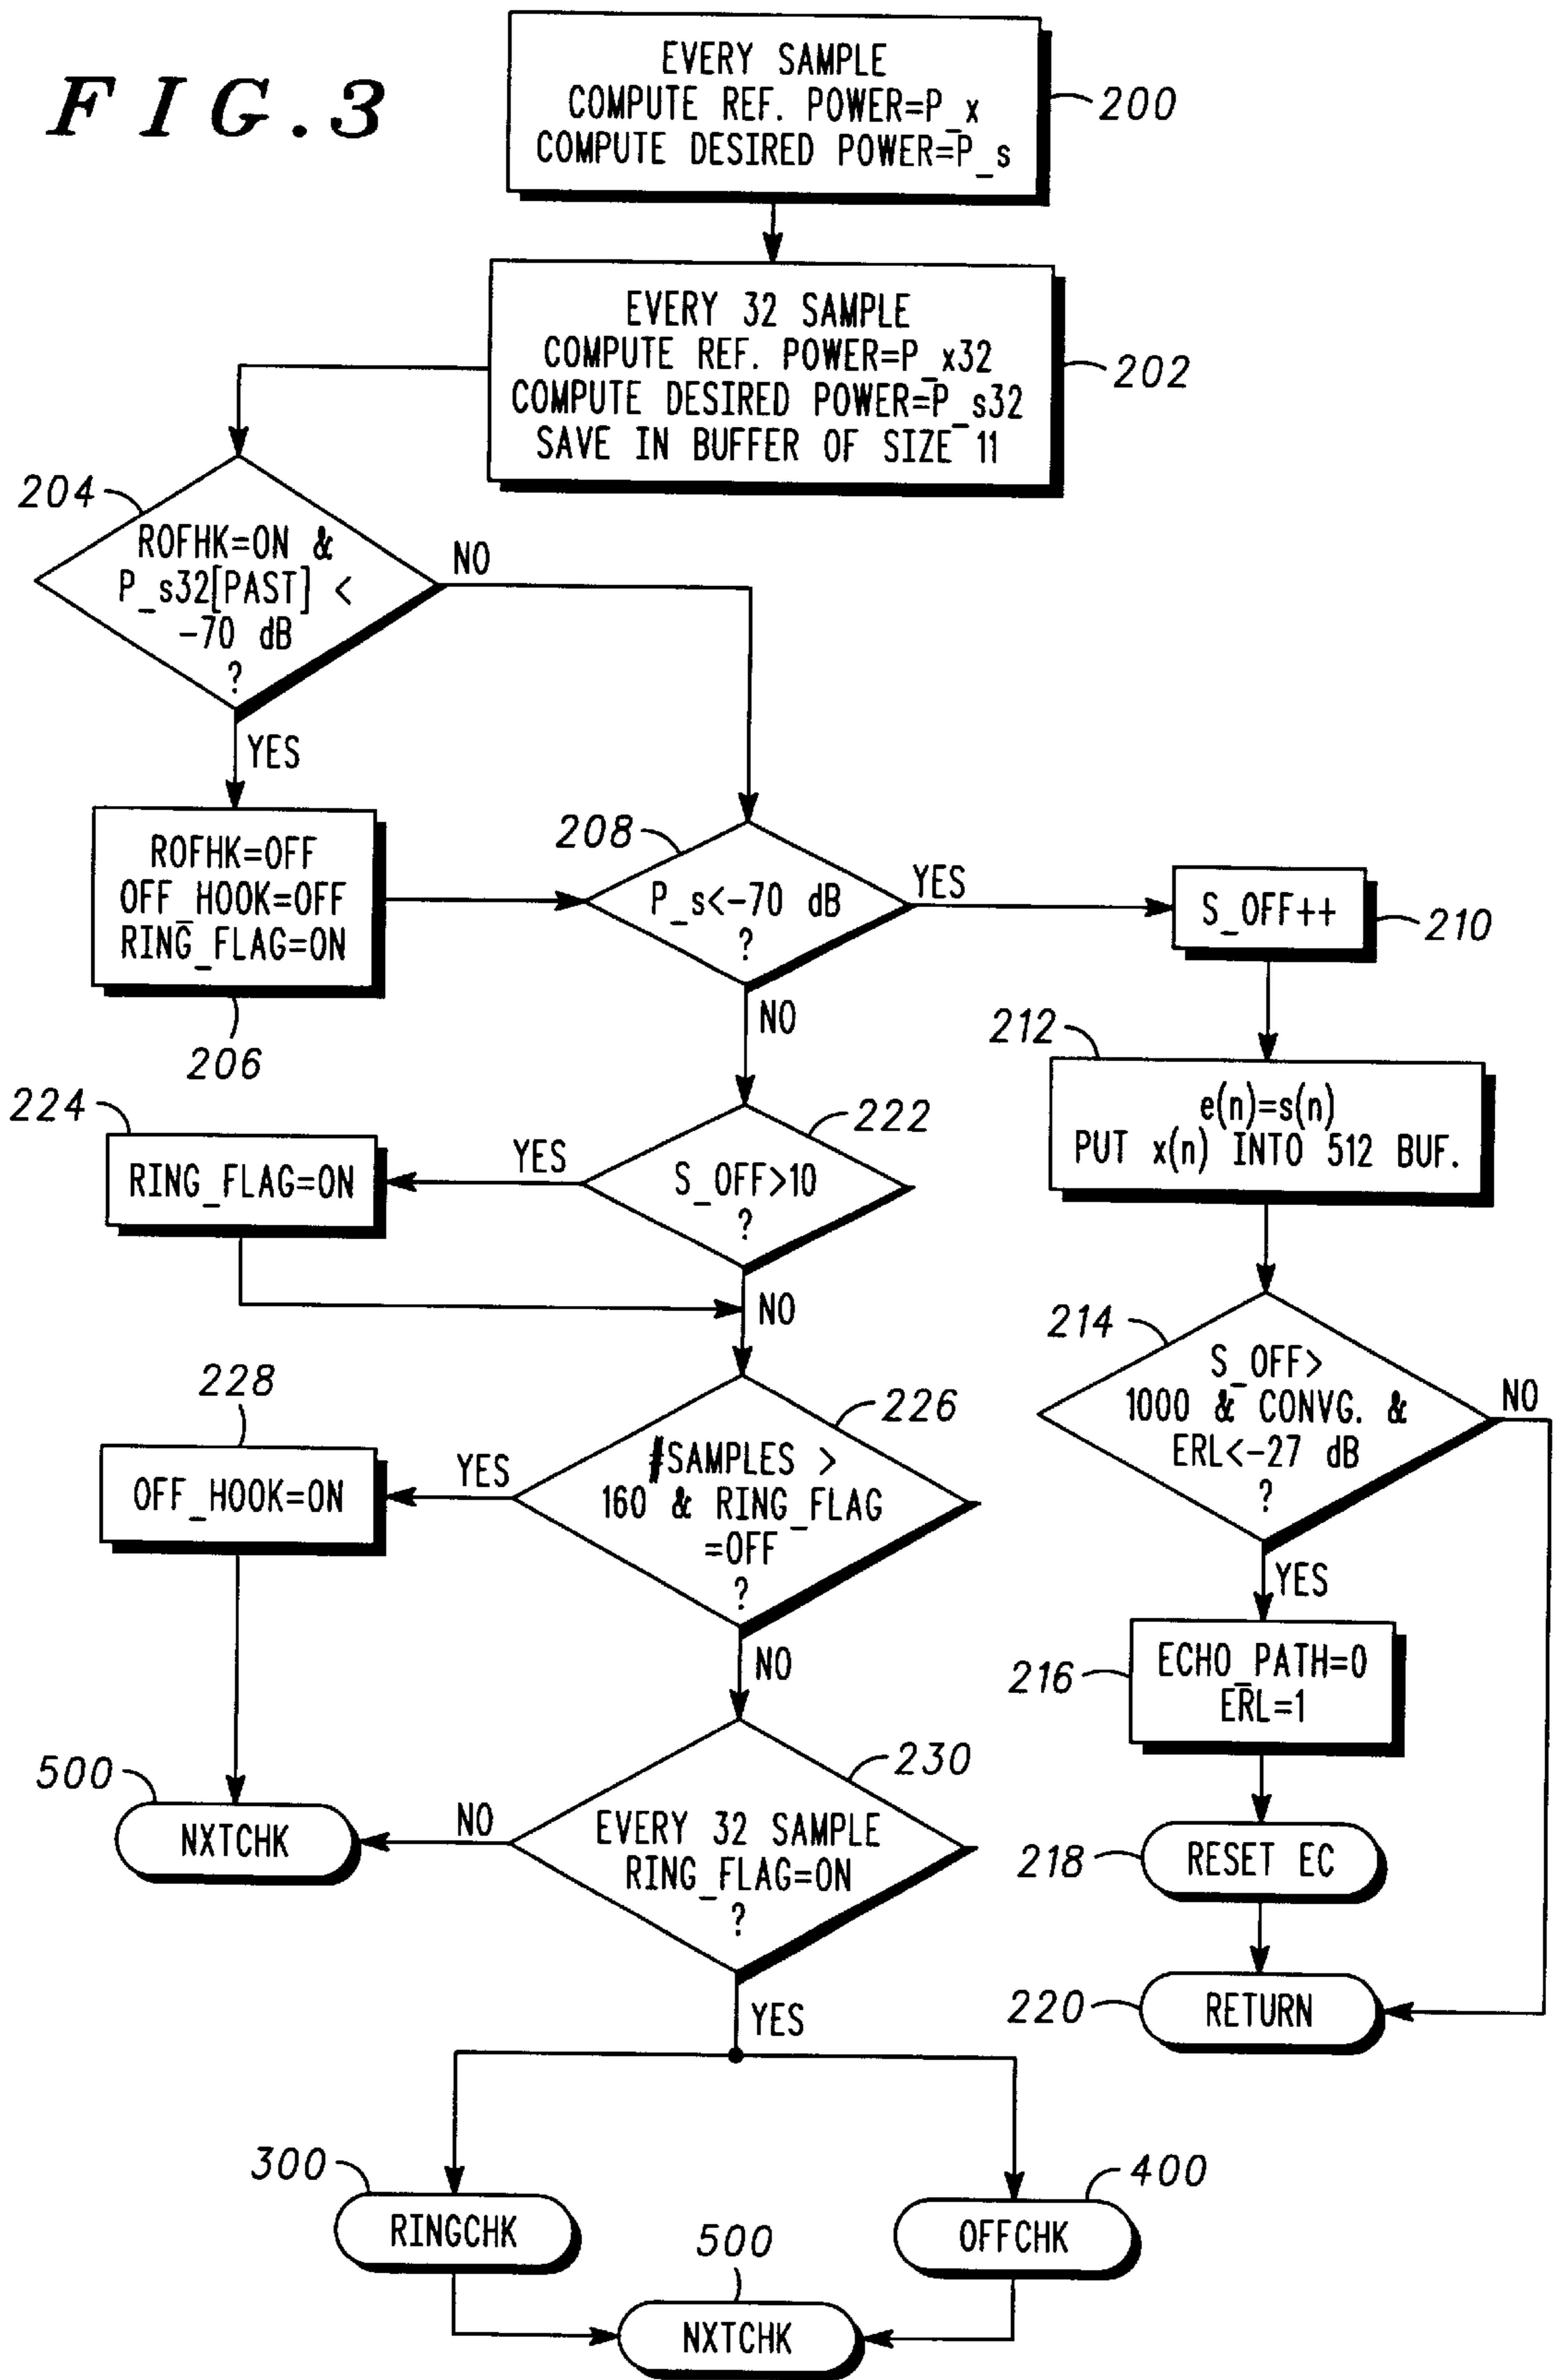 FIG.3
EVERY SAMPLE
COMPUTE REF. POWER=P_x
COMPUTE DESIRED POWER=P_s
200
EVERY 32 SAMPLE
COMPUTE REF. POWER=P_x32
COMPUTE DESIRED POWER=P_s32
SAVE IN BUFFER OF SIZE 11
202
204
ROFHK=ON &
P_s32[PAST] <
-70 dB
?
NO
YES
ROFHK=OFF
OFF_HOOK=OFF
RING_FLAG=ON
206
208
P_s<-70 dB
?
YES
NO
S_OFF++
210
212
e(n)=s(n)
PUT x(n) INTO 512 BUF.
224
RING_FLAG=ON
YES
222
S_OFF>10
?
NO
214
S_OFF>
1000 & CONVG. &
ERL<-27 dB
?
NO
YES
228
OFF_HOOK=ON
YES
226
#SAMPLES >
160 & RING_FLAG
=OFF
?
NO
216
ECHO_PATH=0
ERL=1
500
NXTCHK
NO
230
EVERY 32 SAMPLE
RING_FLAG=ON
?
YES
218
RESET EC
220
RETURN
300
RINGCHK
400
OFFCHK
500
NXTCHK